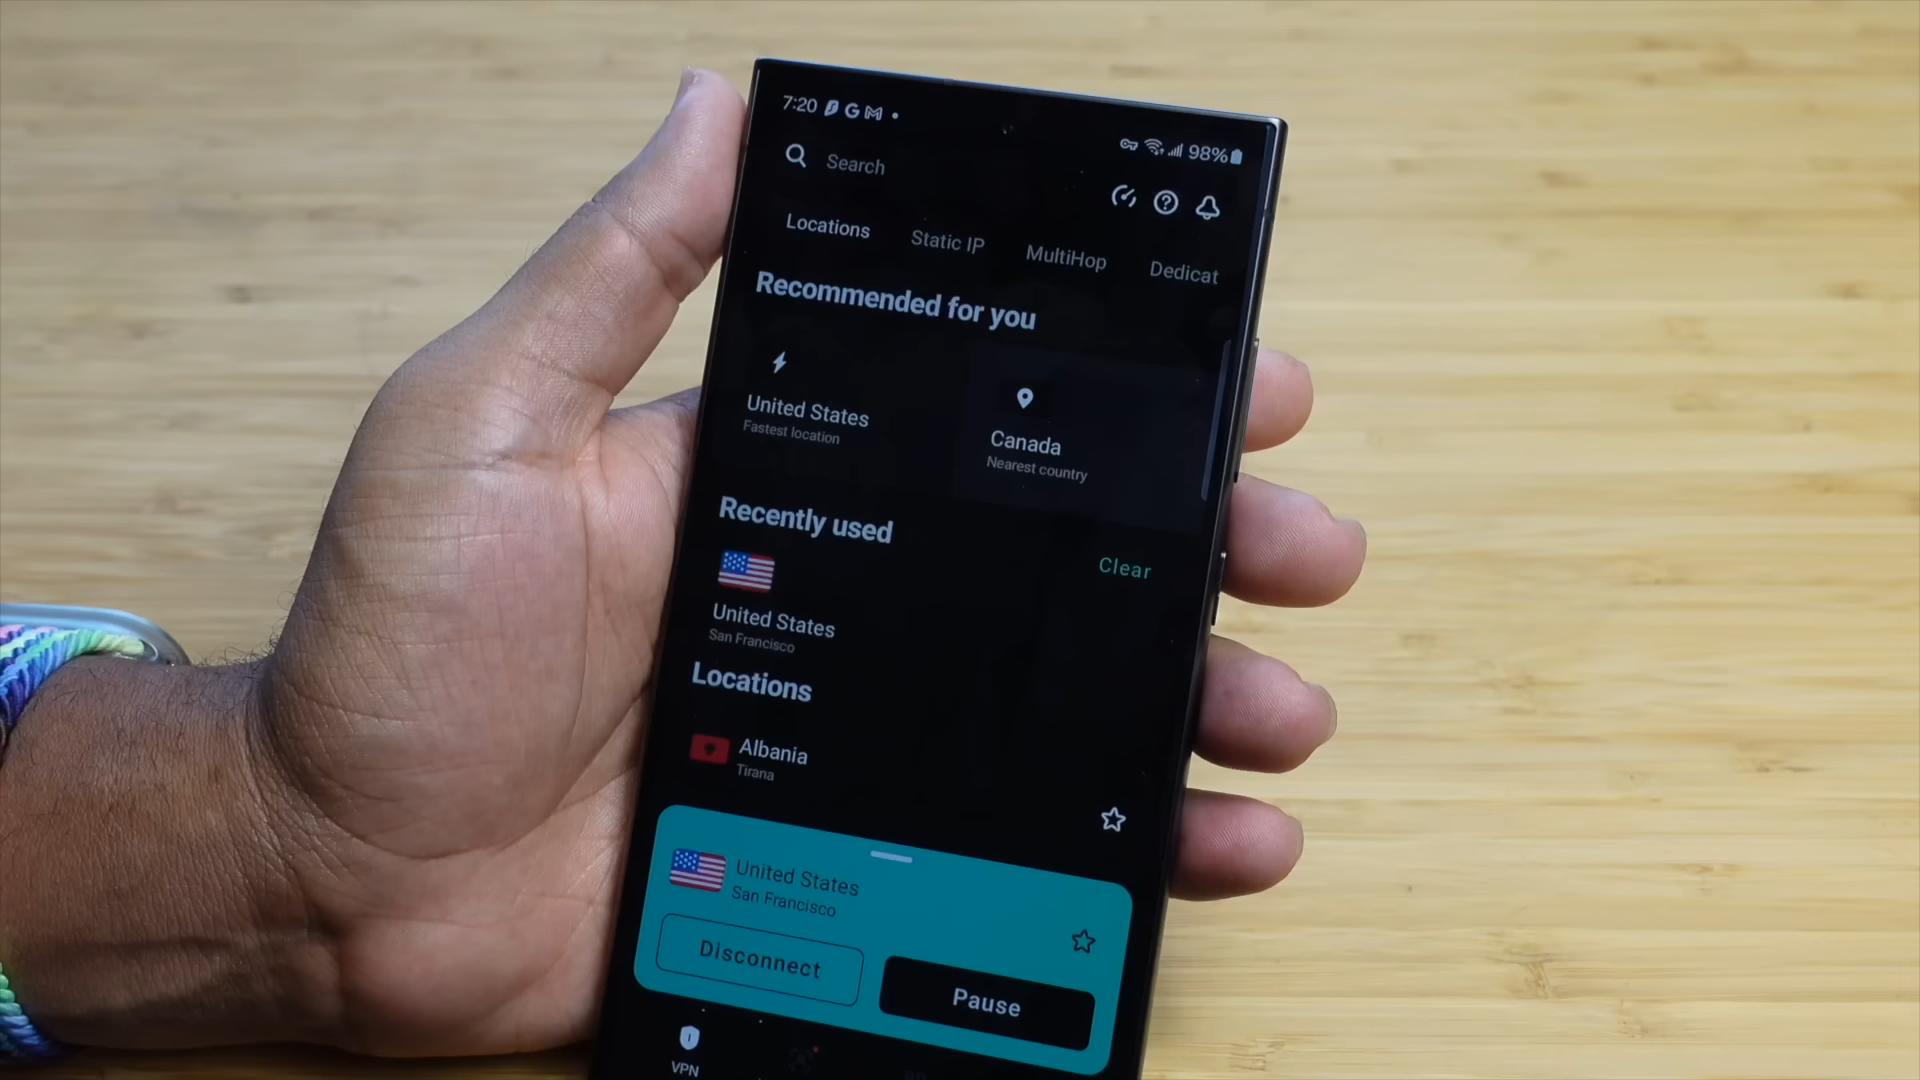 7:20 G M
98%
Search
Locations Static IP MultiHop Dedicat
Recommended for you
United States
Fastest location
Canada
Nearest country
Recently used
Clear
United States
San Francisco
Locations
Albania
Tirana
United States
San Francisco
Disconnect
Pause
VPN